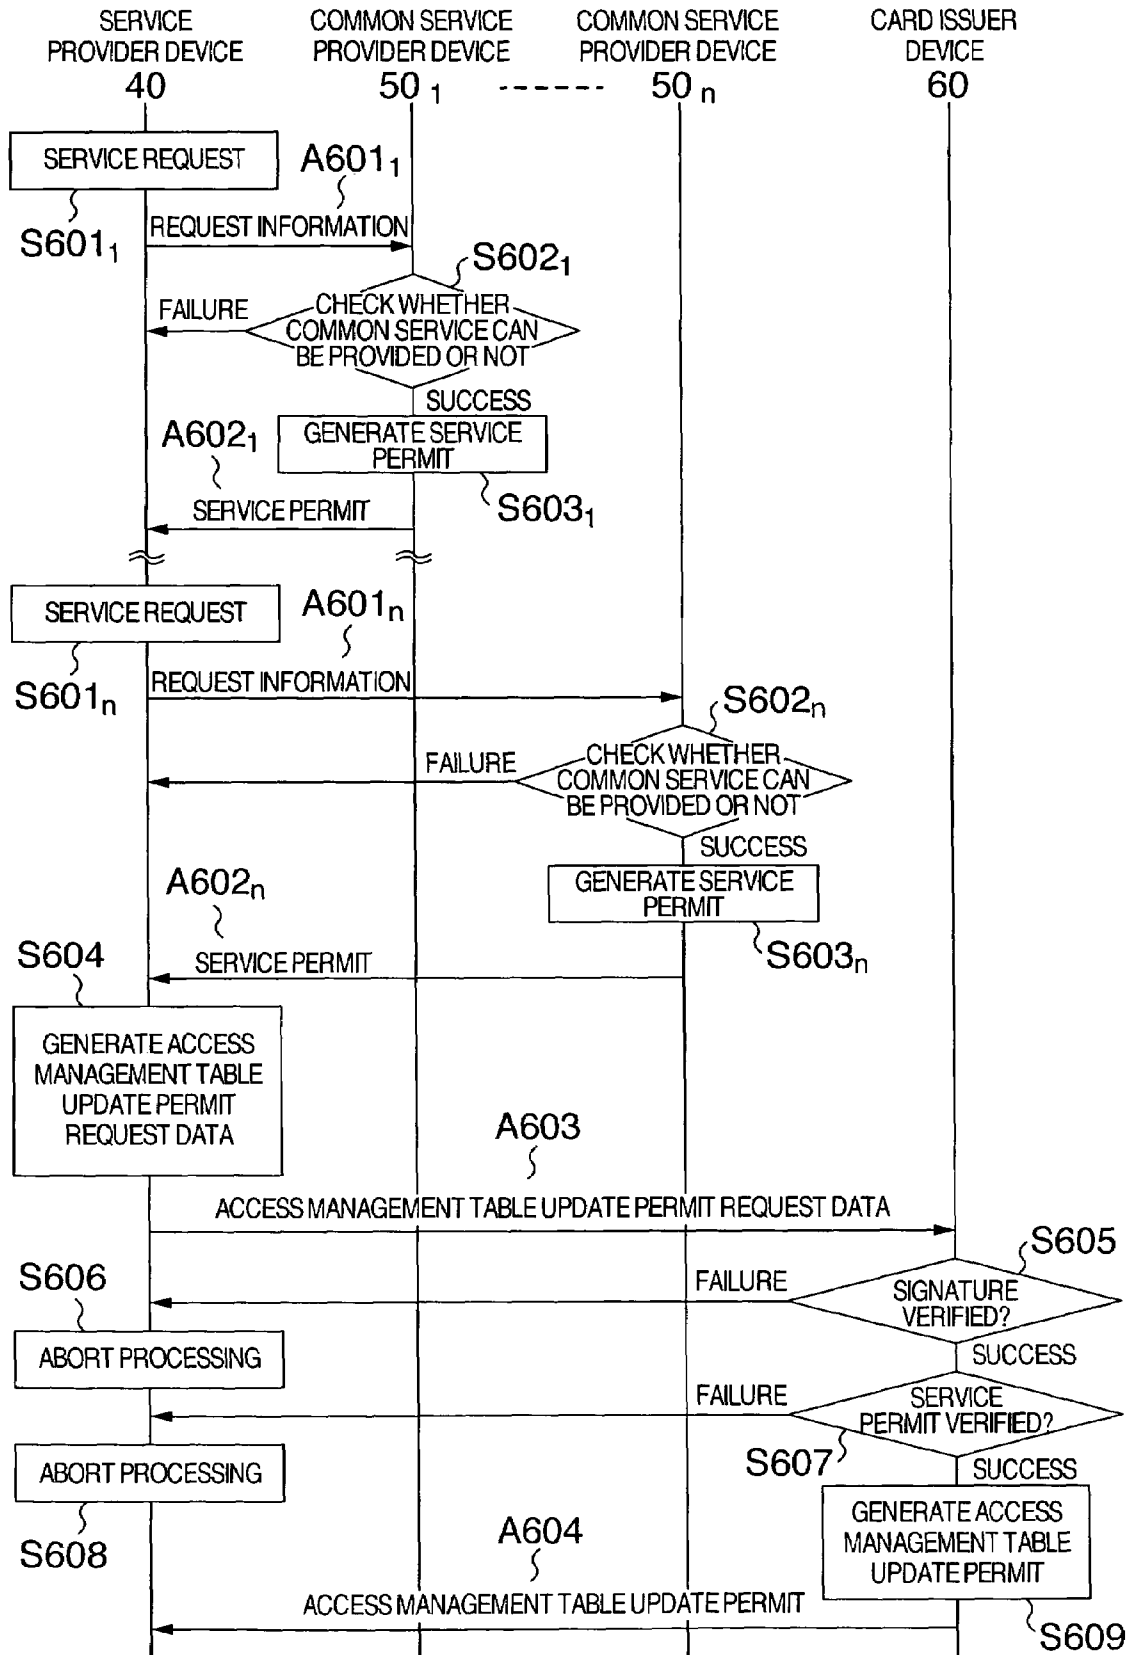 SERVICE
PROVIDER DEVICE
40
COMMON SERVICE
PROVIDER DEVICE
50 1
COMMON SERVICE
PROVIDER DEVICE
50 n
CARD ISSUER
DEVICE
60
SERVICE REQUEST
S601₁
A601₁
REQUEST INFORMATION
S602₁
FAILURE
CHECK WHETHER
COMMON SERVICE CAN
BE PROVIDED OR NOT
SUCCESS
GENERATE SERVICE
PERMIT
S603₁
A602₁
SERVICE PERMIT
SERVICE REQUEST
S601n
A601n
REQUEST INFORMATION
S602n
FAILURE
CHECK WHETHER
COMMON SERVICE CAN
BE PROVIDED OR NOT
SUCCESS
GENERATE SERVICE
PERMIT
S603n
A602n
SERVICE PERMIT
S604
GENERATE ACCESS
MANAGEMENT TABLE
UPDATE PERMIT
REQUEST DATA
A603
ACCESS MANAGEMENT TABLE UPDATE PERMIT REQUEST DATA
S605
FAILURE
SIGNATURE
VERIFIED?
S606
ABORT PROCESSING
SUCCESS
FAILURE
SERVICE
PERMIT VERIFIED?
S607
ABORT PROCESSING
S608
SUCCESS
GENERATE ACCESS
MANAGEMENT TABLE
UPDATE PERMIT
S609
A604
ACCESS MANAGEMENT TABLE UPDATE PERMIT